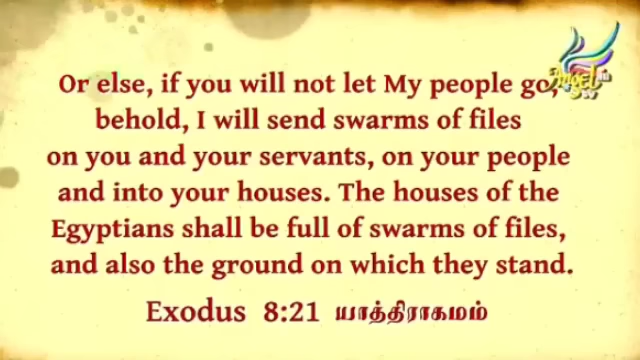 Or else, if you will not let My people go,
behold, I will send swarms of files
on you and your servants, on your people
and into your houses. The houses of the
Egyptians shall be full of swarms of files,
and also the ground on which they stand.
Exodus 8:21 யாத்திராகமம்
Angel